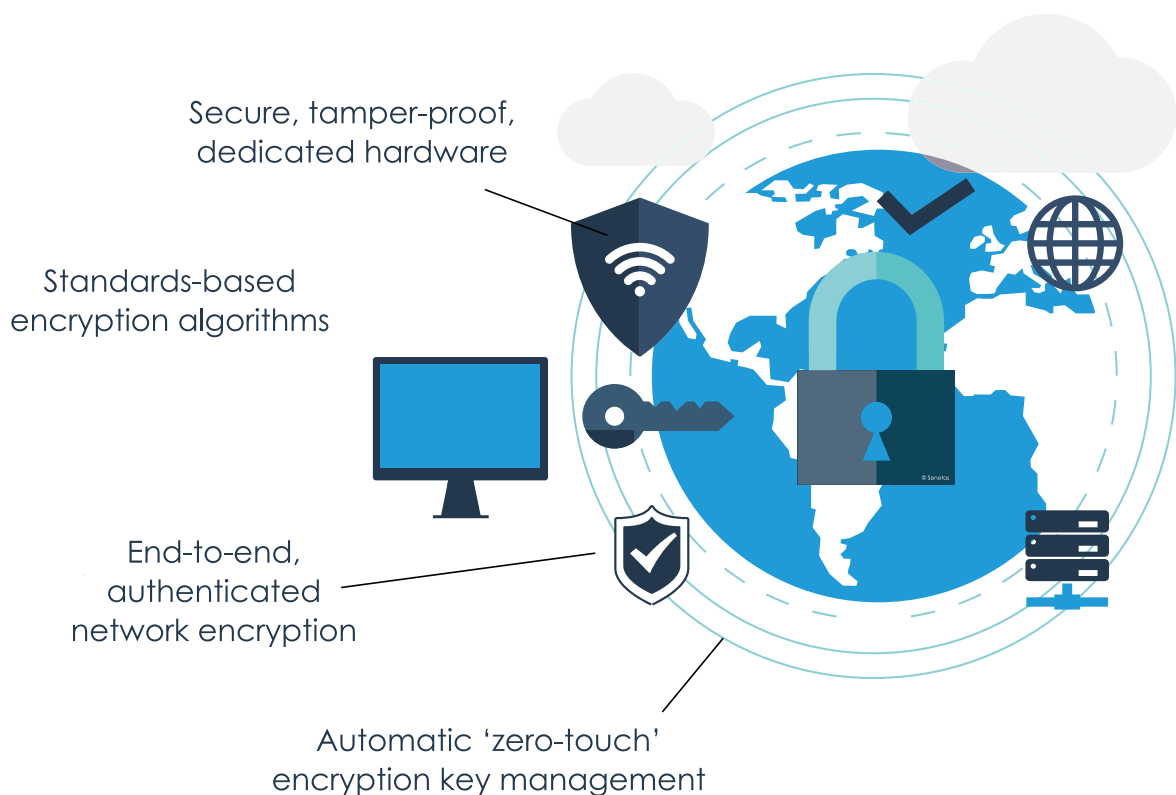 Secure, tamper-proof,
dedicated hardware
Standards-based
encryption algorithms
© Senetas
End-to-end,
authenticated
network encryption
Automatic ‘zero-touch’
encryption key management